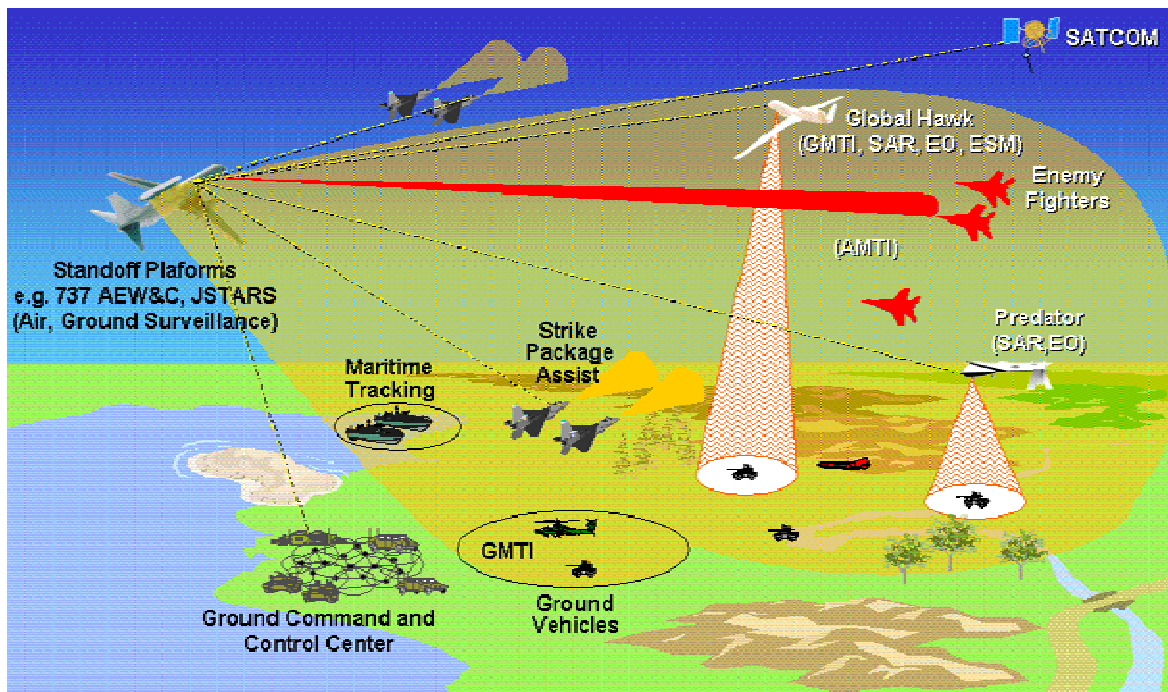 SATCOM
Global Hawk
(GMTI, SAR, EO, ESM)
Enemy
Fighters
(AMTI)
Standoff Plaforms
e.g. 737 AEW&C, JSTARS
(Air, Ground Surveillance)
Predator
(SAR,EO)
Strike
Package
Assist
Maritime
Tracking
GMTI
Ground
Vehicles
Ground Command and
Control Center